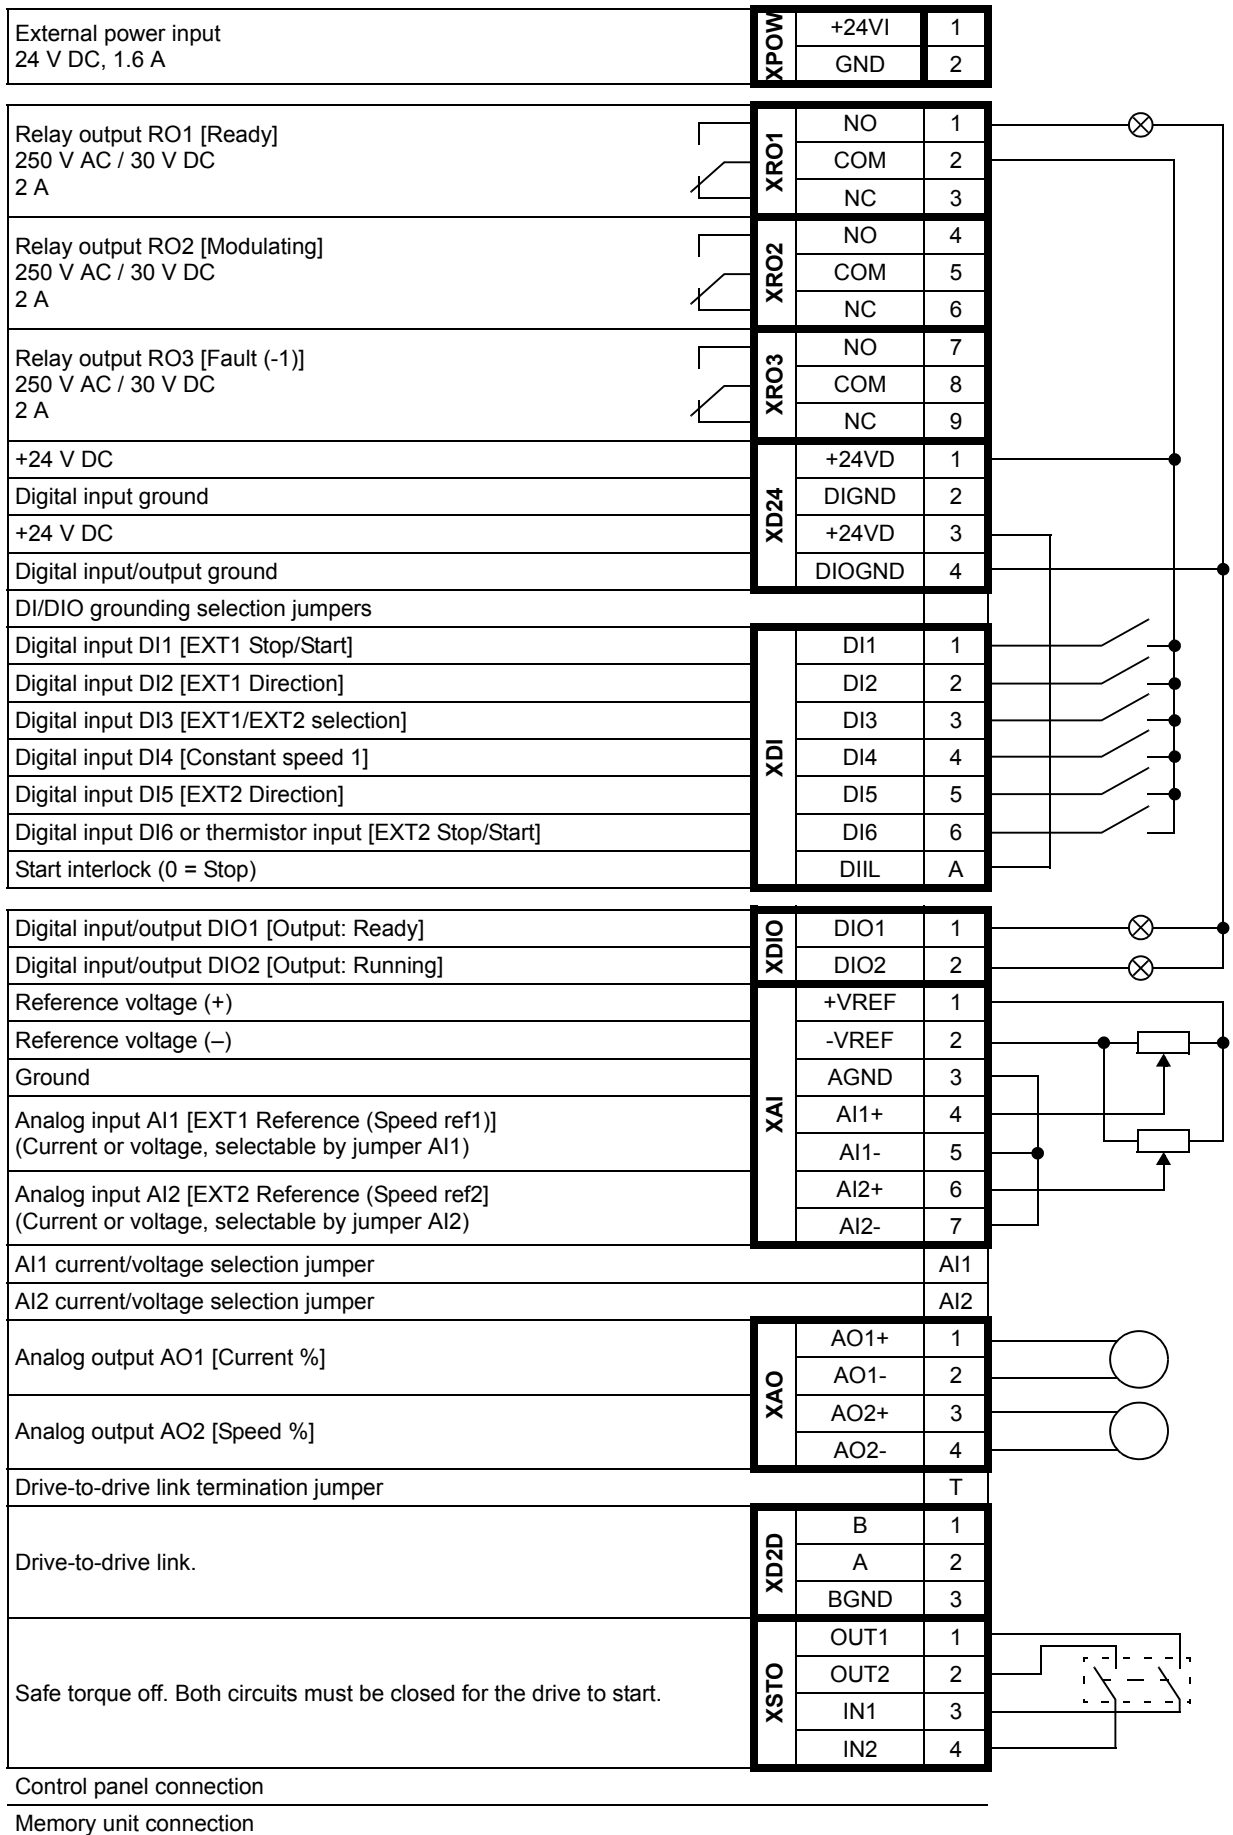 External power input
24 V DC, 1.6 A
XPOW
+24VI 1
GND 2
Relay output RO1 [Ready]
250 V AC / 30 V DC
2 A
XRO1
NO 1
COM 2
NC 3
Relay output RO2 [Modulating]
250 V AC / 30 V DC
2 A
XRO2
NO 4
COM 5
NC 6
Relay output RO3 [Fault (-1)]
250 V AC / 30 V DC
2 A
XRO3
NO 7
COM 8
NC 9
XD24
+24 V DC +24VD 1
Digital input ground DIGND 2
+24 V DC +24VD 3
Digital input/output ground DIOGND 4
DI/DIO grounding selection jumpers
XDI
Digital input DI1 [EXT1 Stop/Start] DI1 1
Digital input DI2 [EXT1 Direction] DI2 2
Digital input DI3 [EXT1/EXT2 selection] DI3 3
Digital input DI4 [Constant speed 1] DI4 4
Digital input DI5 [EXT2 Direction] DI5 5
Digital input DI6 or thermistor input [EXT2 Stop/Start] DI6 6
Start interlock (0 = Stop) DIIL A
XDIO
Digital input/output DIO1 [Output: Ready] DIO1 1
Digital input/output DIO2 [Output: Running] DIO2 2
XAI
Reference voltage (+) +VREF 1
Reference voltage (–) -VREF 2
Ground AGND 3
Analog input AI1 [EXT1 Reference (Speed ref1)]
(Current or voltage, selectable by jumper AI1)
AI1+ 4
AI1- 5
Analog input AI2 [EXT2 Reference (Speed ref2]
(Current or voltage, selectable by jumper AI2)
AI2+ 6
AI2- 7
AI1 current/voltage selection jumper AI1
AI2 current/voltage selection jumper AI2
XAO
Analog output AO1 [Current %]
AO1+ 1
AO1- 2
Analog output AO2 [Speed %]
AO2+ 3
AO2- 4
Drive-to-drive link termination jumper T
Drive-to-drive link.
XD2D
B 1
A 2
BGND 3
Safe torque off. Both circuits must be closed for the drive to start.
XSTO
OUT1 1
OUT2 2
IN1 3
IN2 4
Control panel connection
Memory unit connection